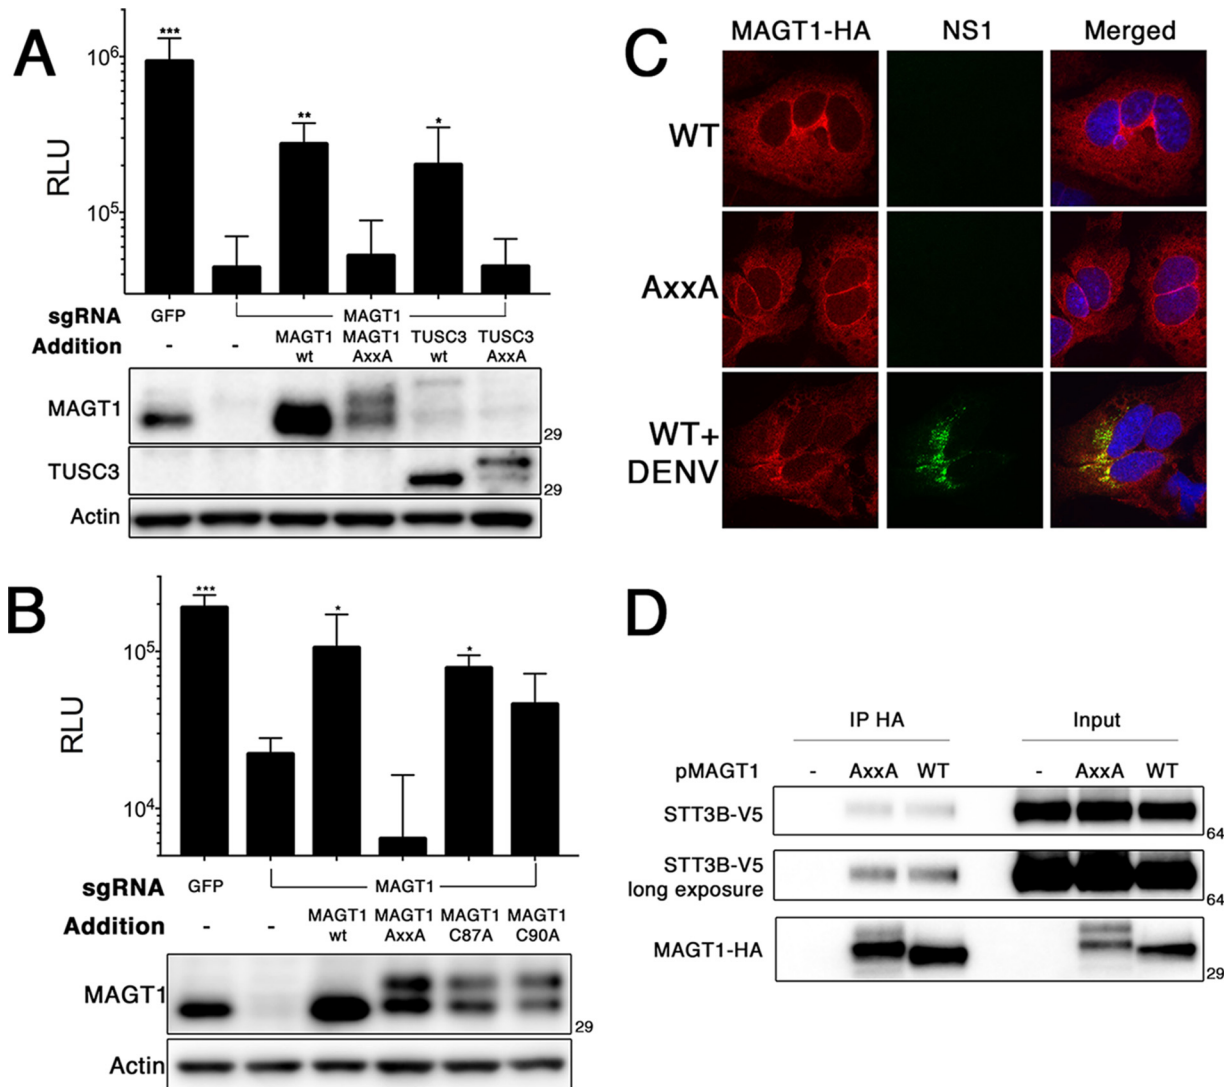 A
***
**
*
10⁶
10⁵
RLU
sgRNA
GFP
MAGT1
Addition
-
-
MAGT1 wt
MAGT1 AxxA
TUSC3 wt
TUSC3 AxxA
MAGT1
29
TUSC3
29
Actin
B
***
*
*
10⁵
10⁴
RLU
sgRNA
GFP
MAGT1
Addition
-
-
MAGT1 wt
MAGT1 AxxA
MAGT1 C87A
MAGT1 C90A
MAGT1
29
Actin
C
MAGT1-HA NS1 Merged
WT
AxxA
WT+
DENV
D
IP HA Input
pMAGT1 - AxxA WT - AxxA WT
STT3B-V5
64
STT3B-V5
long exposure
64
MAGT1-HA
29